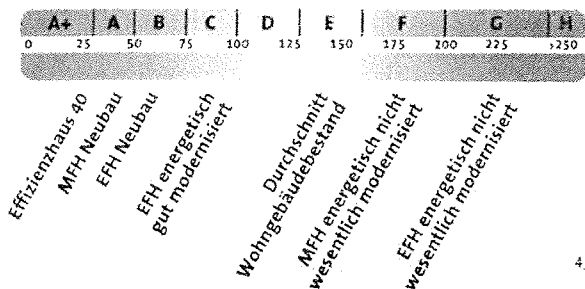 A+ A B C D E F G H
0 25 50 75 100 125 150 175 200 225 >250
Effizienzhaus 40
MFH Neubau
EFH Neubau
EFH energetisch
gut modernisiert
Durchschnitt
Wohngebäudebestand
MFH energetisch nicht
wesentlich modernisiert
EFH energetisch nicht
wesentlich modernisiert